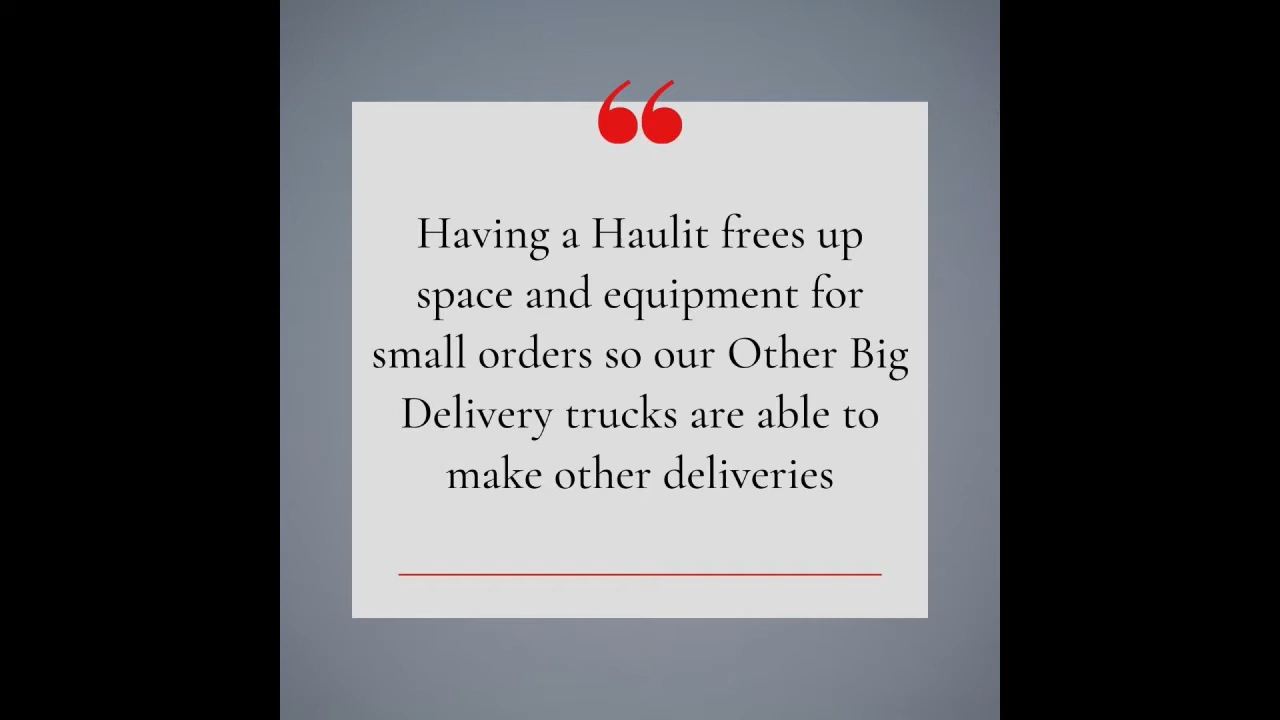 “
Having a Haulit frees up
space and equipment for
small orders so our Other Big
Delivery trucks are able to
make other deliveries